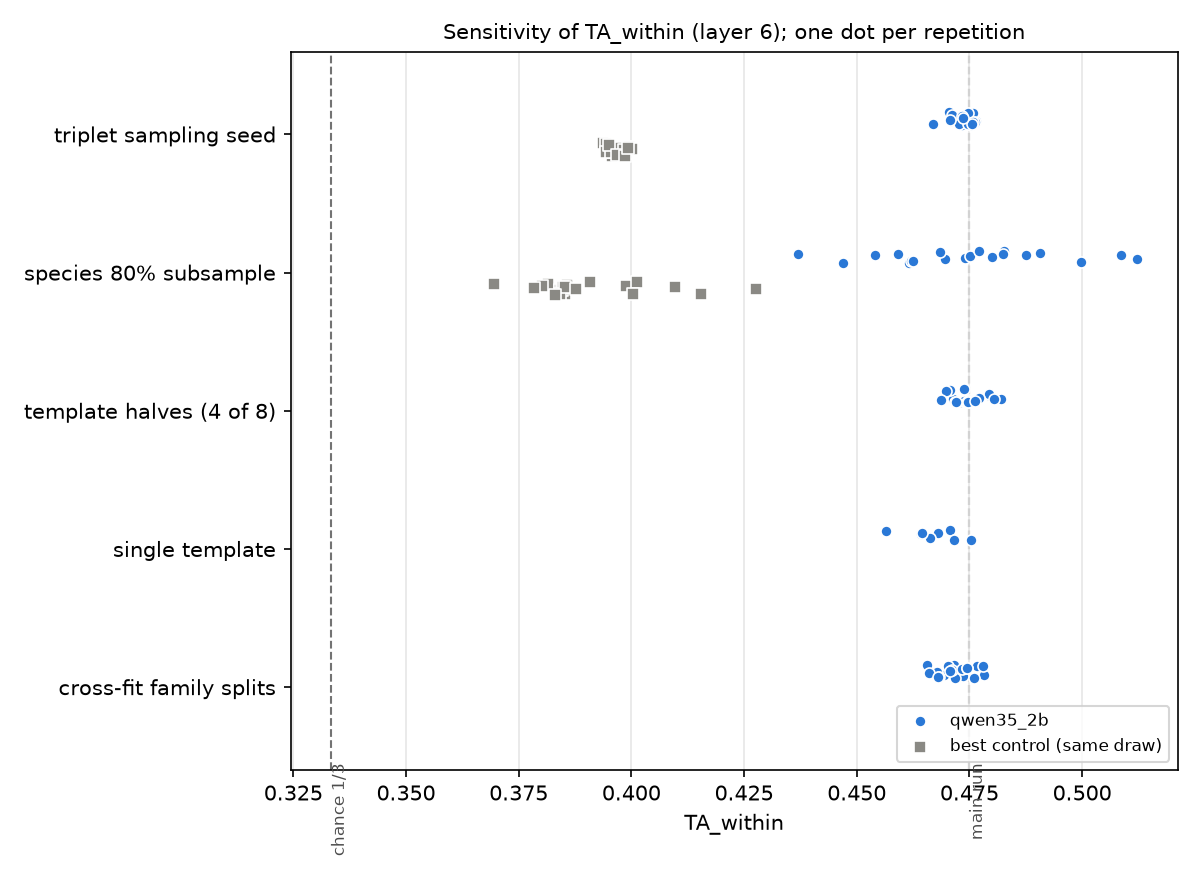 Sensitivity of TA_within (layer 6); one dot per repetition
triplet sampling seed
species 80% subsample
template halves (4 of 8)
single template
cross-fit family splits
qwen35_2b
best control (same draw)
0.325 0.350 0.375 0.400 0.425 0.450 0.475 0.500
chance 1/3
main run
TA_within